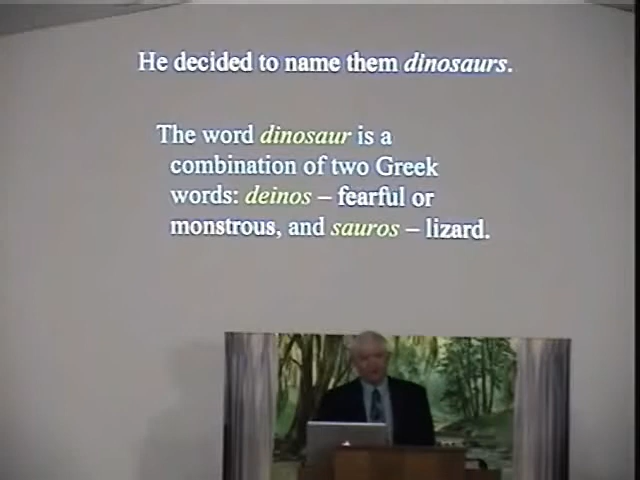 He decided to name them dinosaurs.
The word dinosaur is a
combination of two Greek
words: deinos – fearful or
monstrous, and sauros – lizard.